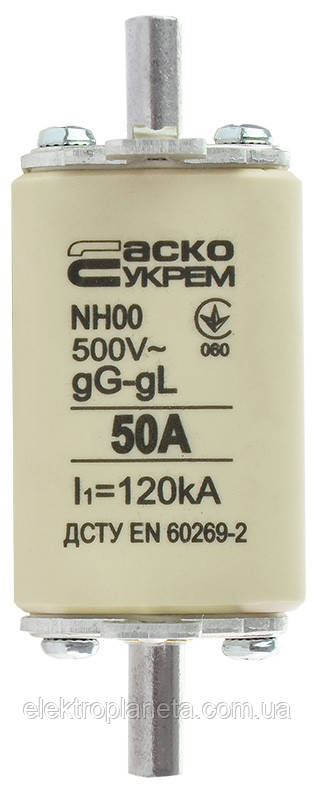 аско
укрем
NH00
500V~
060
gG-gL
50A
I₁=120kA
ДСТУ EN 60269-2
© elektroplaneta.com.ua